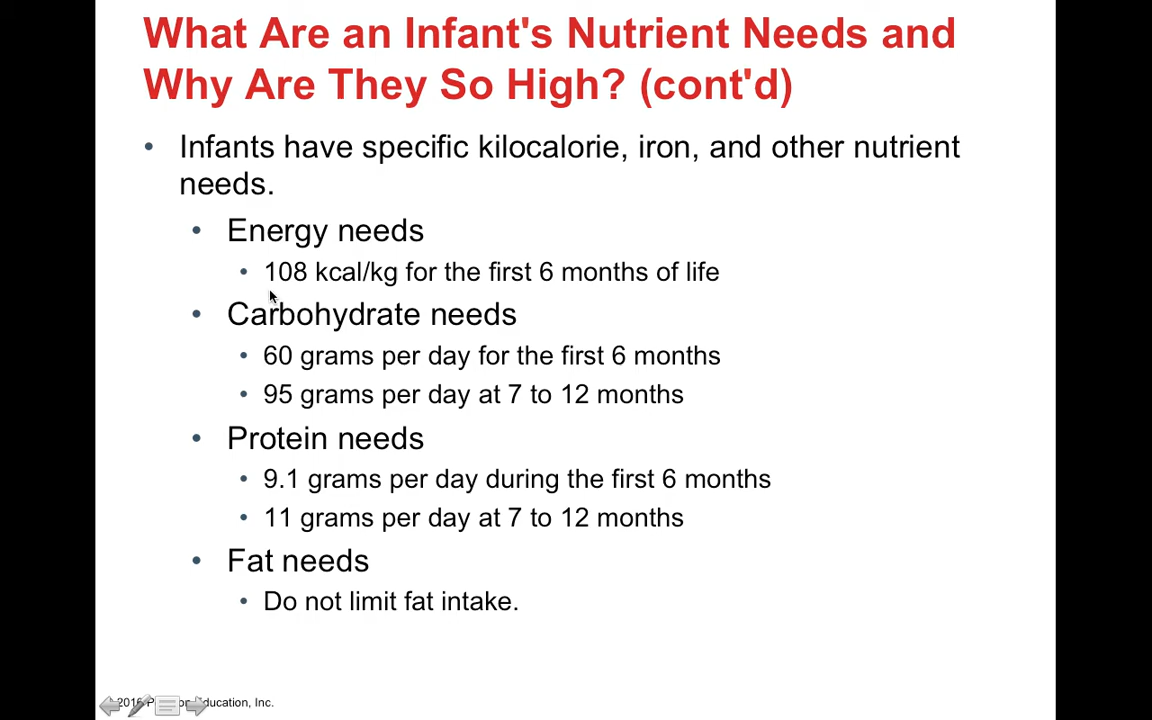 What Are an Infant's Nutrient Needs and
Why Are They So High? (cont'd)
• Infants have specific kilocalorie, iron, and other nutrient
needs.
• Energy needs
• 108 kcal/kg for the first 6 months of life
• Carbohydrate needs
• 60 grams per day for the first 6 months
• 95 grams per day at 7 to 12 months
• Protein needs
• 9.1 grams per day during the first 6 months
• 11 grams per day at 7 to 12 months
• Fat needs
• Do not limit fat intake.
2016 Education, Inc.